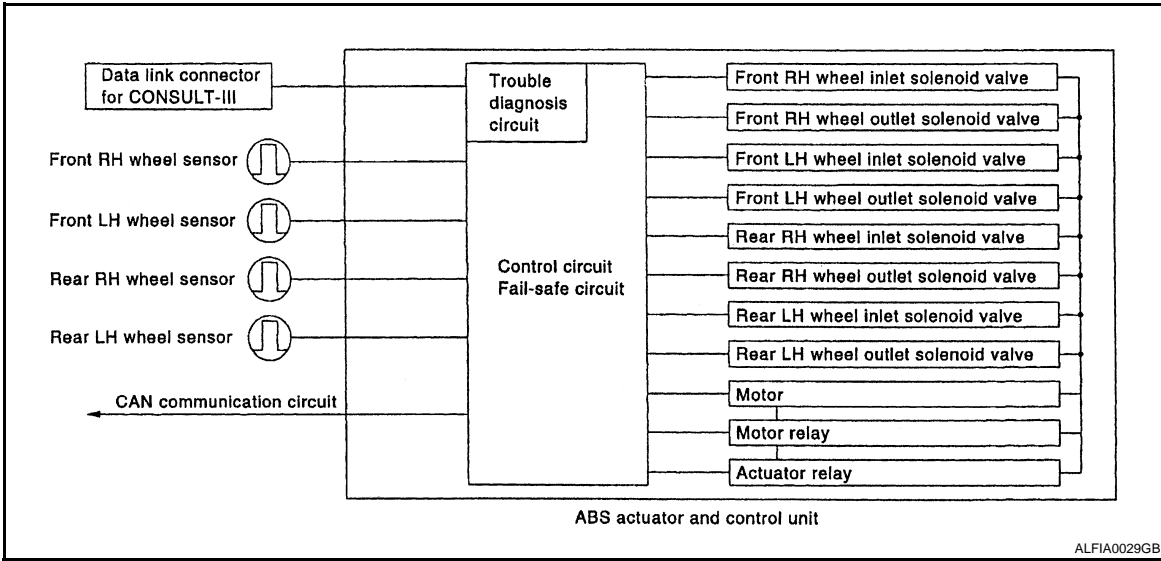 Data link connector
for CONSULT-III
Front RH wheel sensor
Front LH wheel sensor
Rear RH wheel sensor
Rear LH wheel sensor
CAN communication circuit
Trouble
diagnosis
circuit
Control circuit
Fail-safe circuit
Front RH wheel inlet solenoid valve
Front RH wheel outlet solenoid valve
Front LH wheel inlet solenoid valve
Front LH wheel outlet solenoid valve
Rear RH wheel inlet solenoid valve
Rear RH wheel outlet solenoid valve
Rear LH wheel inlet solenoid valve
Rear LH wheel outlet solenoid valve
Motor
Motor relay
Actuator relay
ABS actuator and control unit
ALFIA0029GB